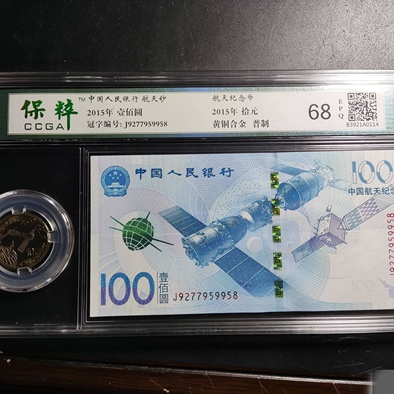 保粹™
CCGA
中国人民银行 航天钞
2015年 壹佰圆
冠字编号: J9277959958
航天纪念币
2015年 拾元
黄铜合金 普制
68
EPQ
B3921A0114
中国人民银行
100
中国航天纪念
100
壹佰圆
J9277959958
J9277959958